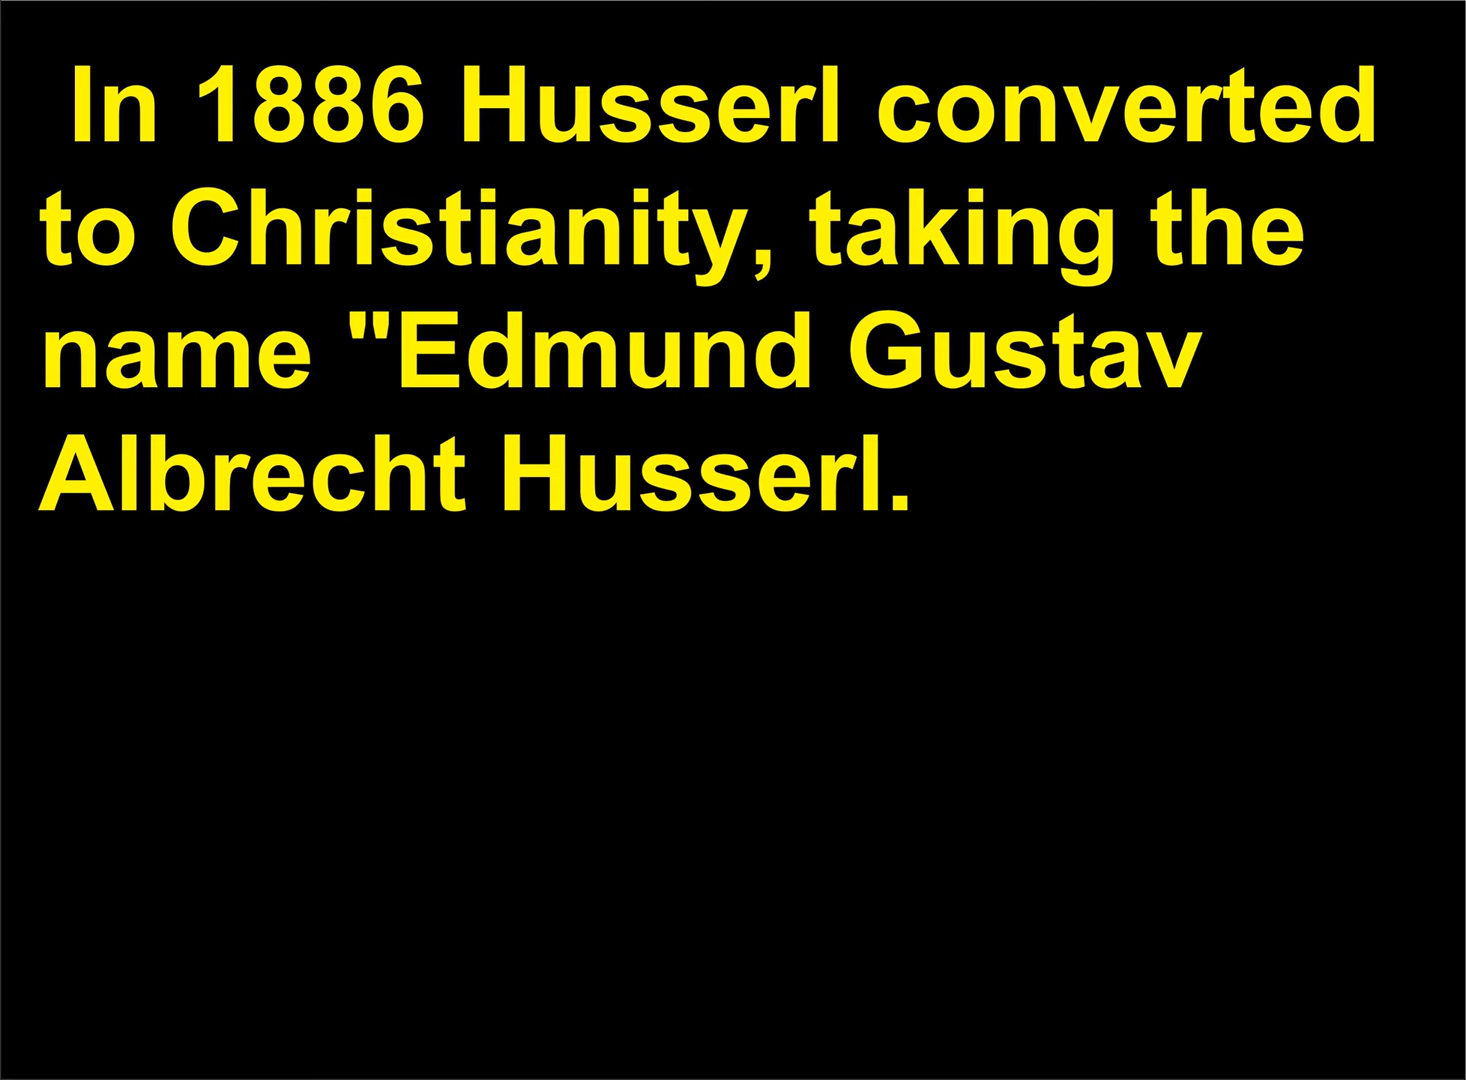 In 1886 Husserl converted
to Christianity, taking the
name "Edmund Gustav
Albrecht Husserl.